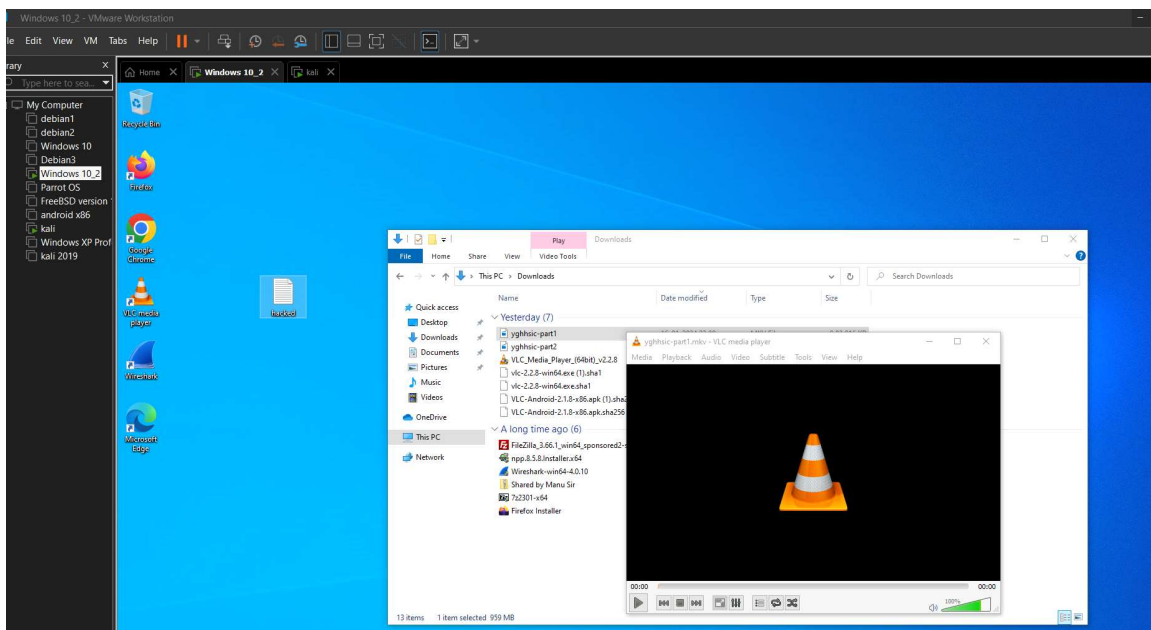 Windows 10_2 - VMware Workstation
le Edit View VM Tabs Help
rary X
Type here to sea...
Home X Windows 10_2 X kali X
My Computer
debian1
debian2
Windows 10
Debian3
Windows 10_2
Parrot OS
FreeBSD version
android x86
kali
Windows XP Prof
kali 2019
Recycle Bin
Firefox
Google Chrome
VLC media player
hacked
Wireshark
Microsoft Edge
Play Downloads
File Home Share View Video Tools
This PC > Downloads
Search Downloads
Name Date modified Type Size
Quick access
Desktop
Downloads
Documents
Pictures
Music
Videos
OneDrive
This PC
Network
Yesterday (7)
yghhsic-part1
yghhsic-part2
VLC_Media_Player_(64bit)_v2.2.8
vlc-2.2.8-win64.exe (1).sha1
vlc-2.2.8-win64.exe.sha1
VLC-Android-2.1.8-x86.apk (1).sha2
VLC-Android-2.1.8-x86.apk.sha256
A long time ago (6)
FileZilla_3.66.1_win64_sponsored2-s
npp.8.5.8.Installer.x64
Wireshark-win64-4.0.10
Shared by Manu Sir
7z2301-x64
Firefox Installer
yghhsic-part1.mkv - VLC media player
Media Playback Audio Video Subtitle Tools View Help
00:00 00:00
100%
13 items 1 item selected 959 MB